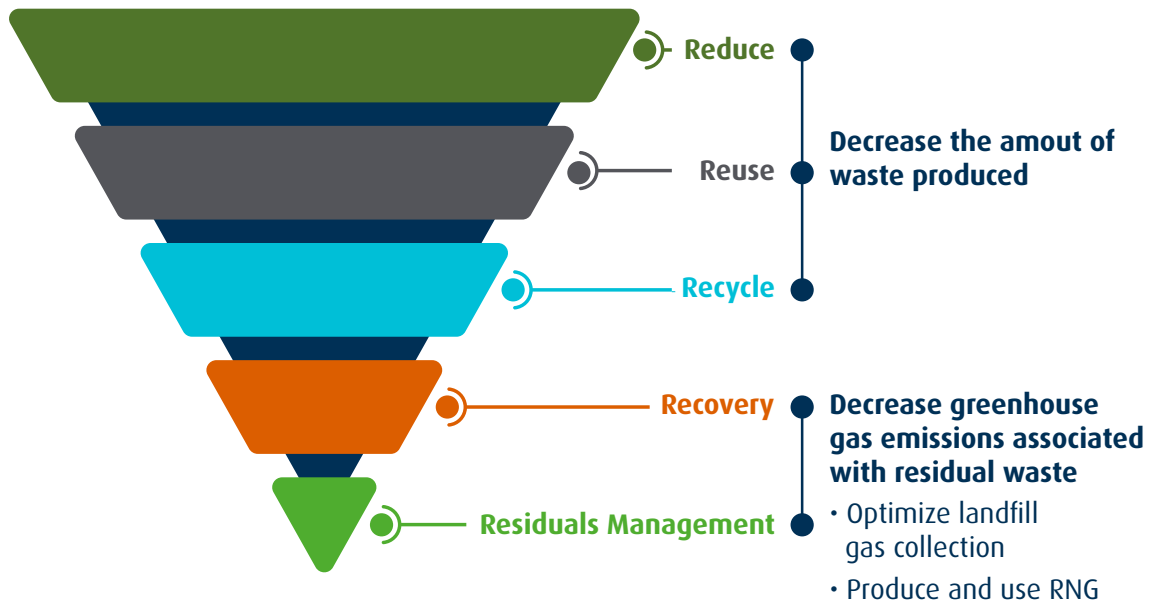 Reduce
Reuse
Decrease the amout of
waste produced
Recycle
Recovery
Residuals Management
Decrease greenhouse
gas emissions associated
with residual waste
• Optimize landfill
gas collection
• Produce and use RNG